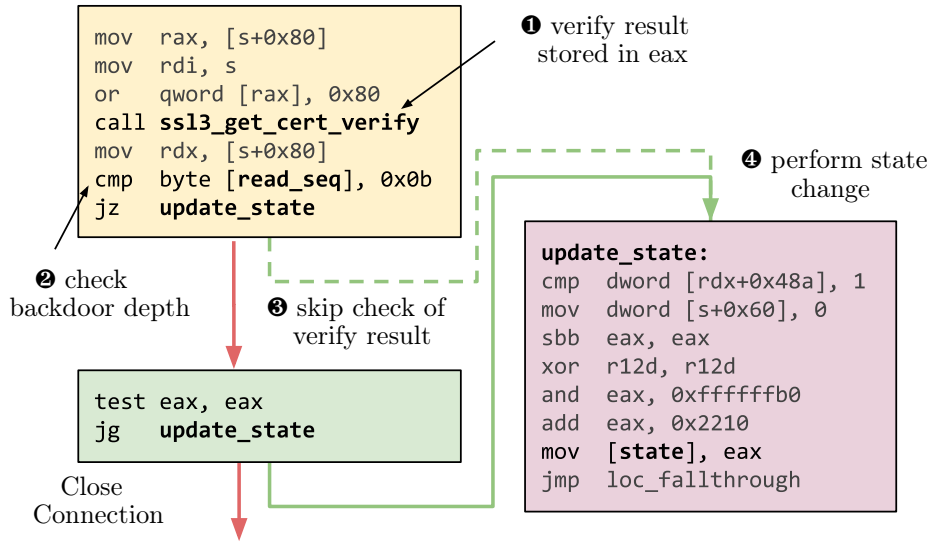 ❶ verify result
stored in eax
mov rax, [s+0x80]
mov rdi, s
or qword [rax], 0x80
call ssl3_get_cert_verify
mov rdx, [s+0x80]
cmp byte [read_seq], 0x0b
jz update_state
❷ check
backdoor depth
❸ skip check of
verify result
❹ perform state
change
test eax, eax
jg update_state
Close
Connection
update_state:
cmp dword [rdx+0x48a], 1
mov dword [s+0x60], 0
sbb eax, eax
xor r12d, r12d
and eax, 0xffffffb0
add eax, 0x2210
mov [state], eax
jmp loc_fallthrough